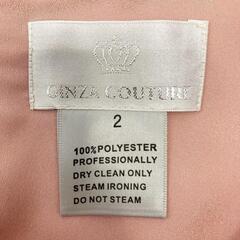 GINZA COUTURE
2
100%POLYESTER
PROFESSIONALLY
DRY CLEAN ONLY
STEAM IRONING
DO NOT STEAM